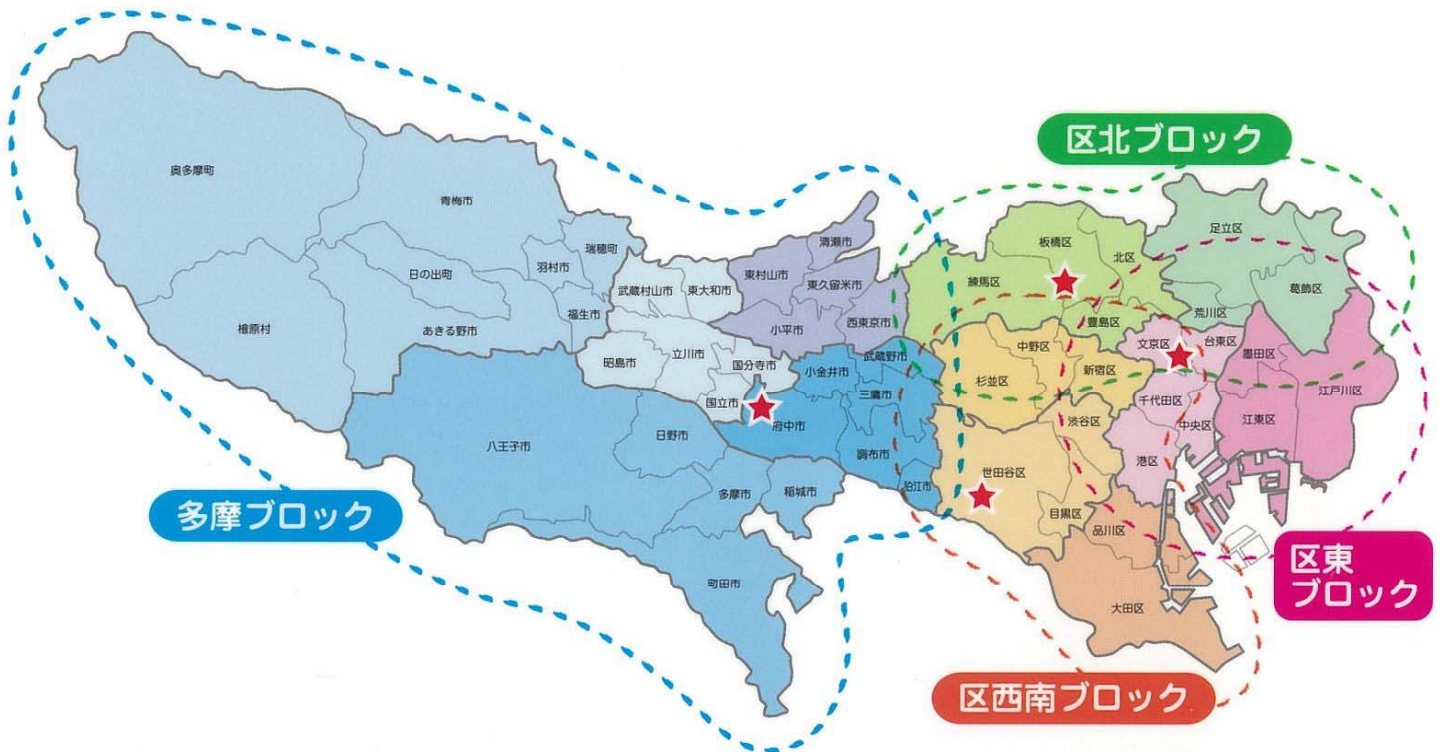 区北ブロック
奥多摩町
青梅市
瑞穂町
羽村市
日の出町
檜原村
あきる野市
福生市
武蔵村山市
東大和市
東村山市
清瀬市
東久留米市
小平市
西東京市
昭島市
立川市
国分寺市
国立市
小金井市
武蔵野市
三鷹市
府中市
調布市
狛江市
八王子市
日野市
多摩市
稲城市
町田市
多摩ブロック
練馬区
板橋区
北区
豊島区
足立区
葛飾区
荒川区
中野区
杉並区
新宿区
渋谷区
世田谷区
目黒区
文京区
台東区
千代田区
中央区
港区
墨田区
江東区
江戸川区
品川区
大田区
区東
ブロック
区西南ブロック